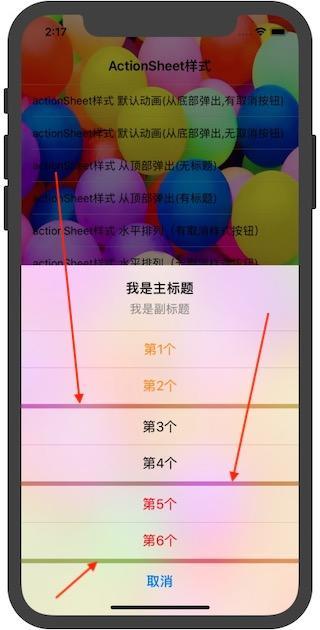 2:17
ActionSheet样式
actionSheet样式 默认动画(从底部弹出,有取消按钮)
actionSheet样式 默认动画(从底部弹出,无取消按钮)
actionSheet样式 从顶部弹出(无标题)
actionSheet样式 从顶部弹出(有标题)
actionSheet样式 水平排列（有取消样式按钮）
actionSheet样式 水平排列（无取消样式按钮）
我是主标题
我是副标题
第1个
第2个
第3个
第4个
第5个
第6个
取消